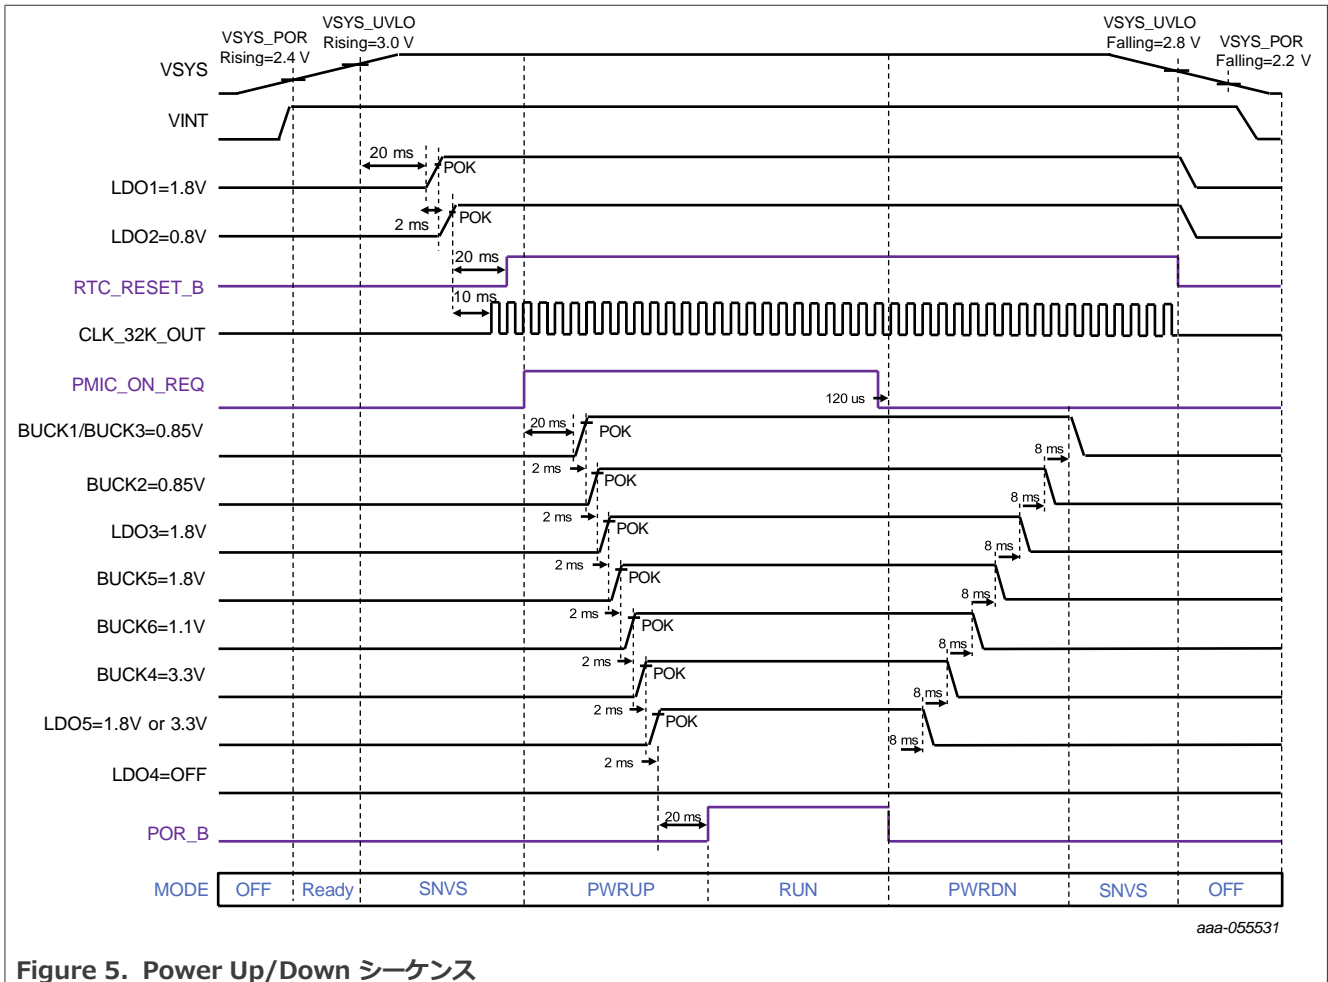 VSYS_POR
Rising=2.4 V
VSYS_UVLO
Rising=3.0 V
VSYS_UVLO
Falling=2.8 V
VSYS_POR
Falling=2.2 V
VSYS
VINT
20 ms
POK
LDO1=1.8V
2 ms
POK
LDO2=0.8V
20 ms
RTC_RESET_B
10 ms
CLK_32K_OUT
PMIC_ON_REQ
120 us
20 ms
POK
BUCK1/BUCK3=0.85V
8 ms
2 ms
POK
BUCK2=0.85V
8 ms
2 ms
POK
LDO3=1.8V
8 ms
2 ms
POK
BUCK5=1.8V
8 ms
2 ms
POK
BUCK6=1.1V
8 ms
2 ms
POK
BUCK4=3.3V
8 ms
2 ms
POK
LDO5=1.8V or 3.3V
8 ms
2 ms
LDO4=OFF
20 ms
POR_B
MODE OFF Ready SNVS PWRUP RUN PWRDN SNVS OFF
aaa-055531
Figure 5. Power Up/Down シーケンス